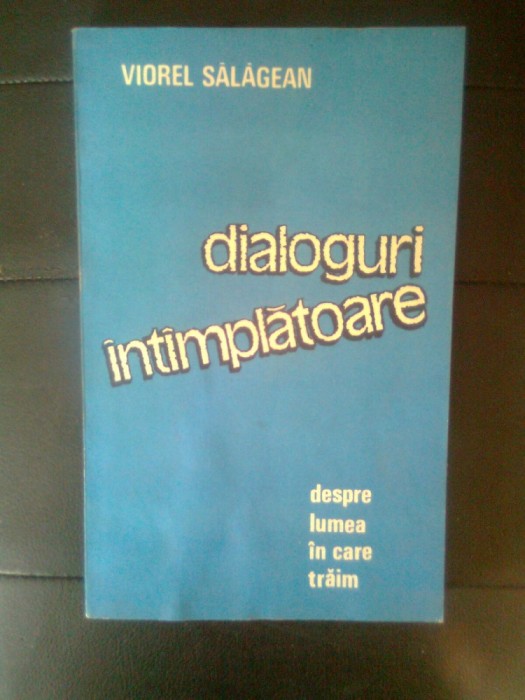 VIOREL SĂLĂGEAN
dialoguri
întîmplătoare
despre
lumea
în care
trăim